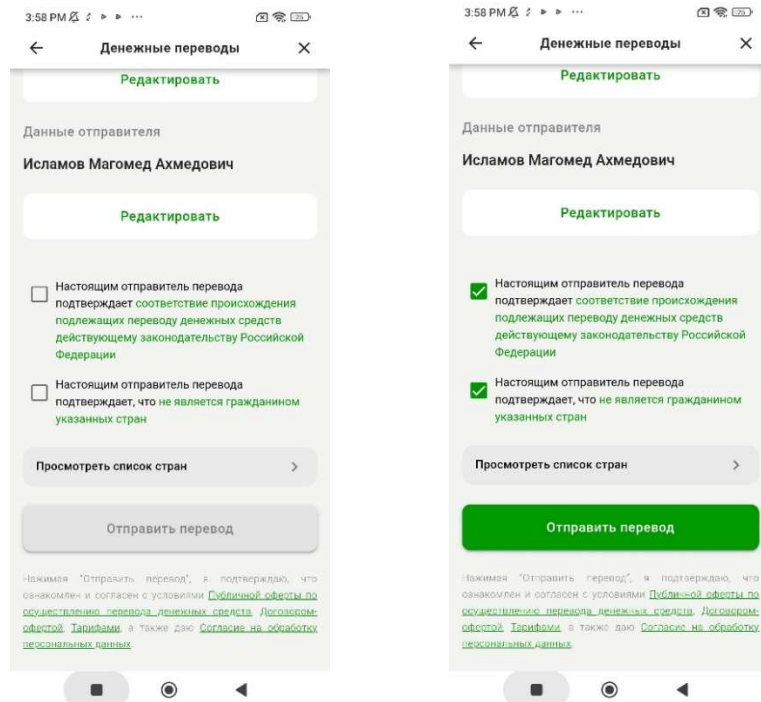 3:58 PM
Денежные переводы
Редактировать
Данные отправителя
Исламов Магомед Ахмедович
Редактировать
Настоящим отправитель перевода
подтверждает соответствие происхождения
подлежащих переводу денежных средств
действующему законодательству Российской
Федерации
Настоящим отправитель перевода
подтверждает, что не является гражданином
указанных стран
Просмотреть список стран
Отправить перевод
Нажимая "Отправить перевод", я подтверждаю, что
ознакомлен и согласен с условиями Публичной оферты по
осуществлению перевода денежных средств, Договором-
офертой, Тарифами, а также даю Согласие на обработку
персональных данных.
3:58 PM
Денежные переводы
Редактировать
Данные отправителя
Исламов Магомед Ахмедович
Редактировать
Настоящим отправитель перевода
подтверждает соответствие происхождения
подлежащих переводу денежных средств
действующему законодательству Российской
Федерации
Настоящим отправитель перевода
подтверждает, что не является гражданином
указанных стран
Просмотреть список стран
Отправить перевод
Нажимая "Отправить перевод", я подтверждаю, что
ознакомлен и согласен с условиями Публичной оферты по
осуществлению перевода денежных средств, Договором-
офертой, Тарифами, а также даю Согласие на обработку
персональных данных.